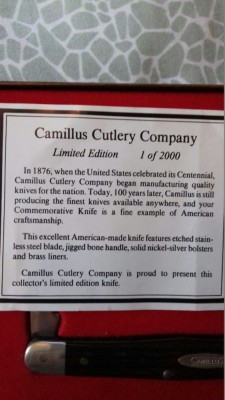 Camillus Cutlery Company
Limited Edition 1 of 2000
In 1876, when the United States celebrated its Centennial,
Camillus Cutlery Company began manufacturing quality
knives for the nation. Today, 100 years later, Camillus is still
producing the finest knives available anywhere, and your
Commemorative Knife is a fine example of American
craftsmanship.
This excellent American-made knife features etched stain-
less steel blade, jigged bone handle, solid nickel-silver bolsters
and brass liners.
Camillus Cutlery Company is proud to present this
collector's limited edition knife.